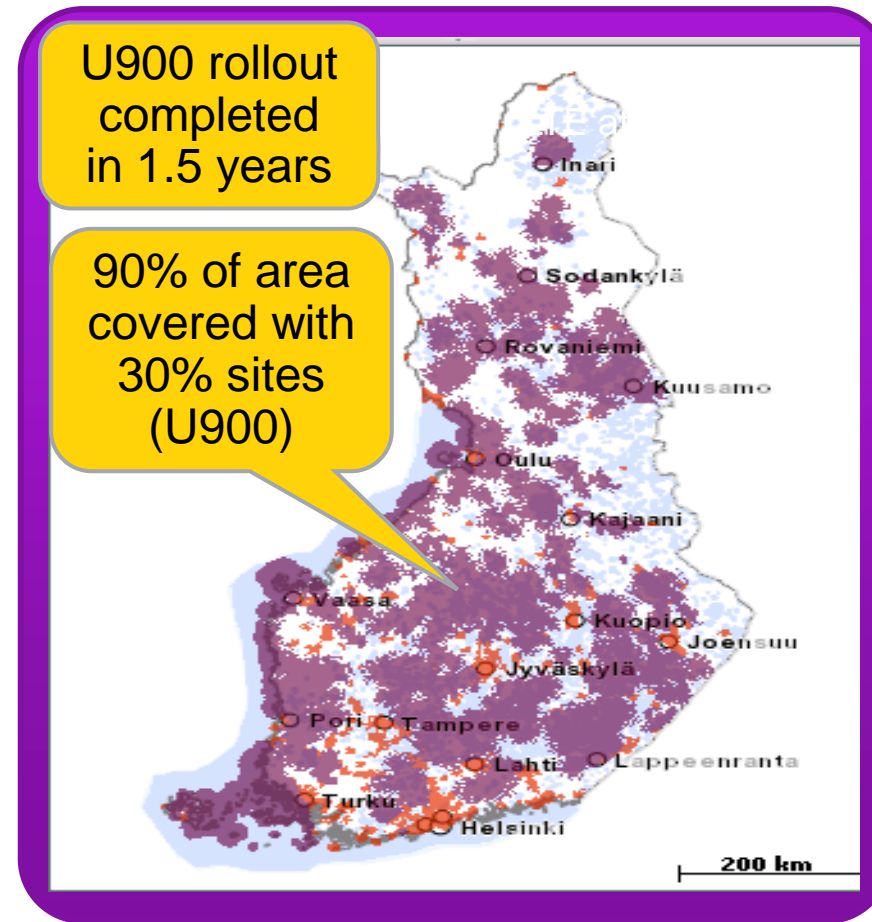 U900 rollout
completed
in 1.5 years
90% of area
covered with
30% sites
(U900)
Inari
Sodankylä
Rovaniemi
Kuusamo
Oulu
Kajaani
Vaasa
Kuopio
Joensuu
Jyväskylä
Pori
Tampere
Lahti
Lappeenranta
Turku
Helsinki
200 km